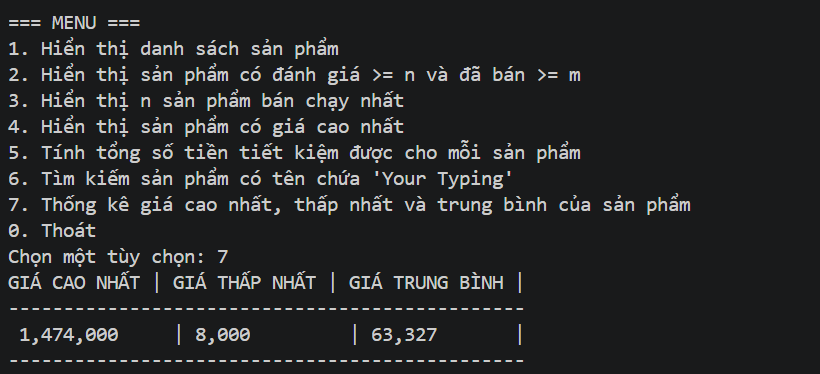 === MENU ===
1. Hiển thị danh sách sản phẩm
2. Hiển thị sản phẩm có đánh giá >= n và đã bán >= m
3. Hiển thị n sản phẩm bán chạy nhất
4. Hiển thị sản phẩm có giá cao nhất
5. Tính tổng số tiền tiết kiệm được cho mỗi sản phẩm
6. Tìm kiếm sản phẩm có tên chứa 'Your Typing'
7. Thống kê giá cao nhất, thấp nhất và trung bình của sản phẩm
0. Thoát
Chọn một tùy chọn: 7
GIÁ CAO NHẤT | GIÁ THẤP NHẤT | GIÁ TRUNG BÌNH |
-----------------------------------------------
 1,474,000     | 8,000         | 63,327       |
-----------------------------------------------